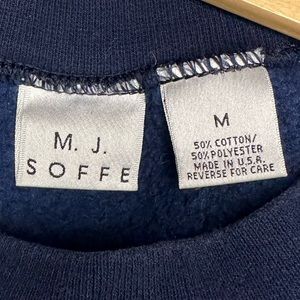 M. J.
SOFFE
M
50% COTTON/
50% POLYESTER
MADE IN U.S.A.
REVERSE FOR CARE